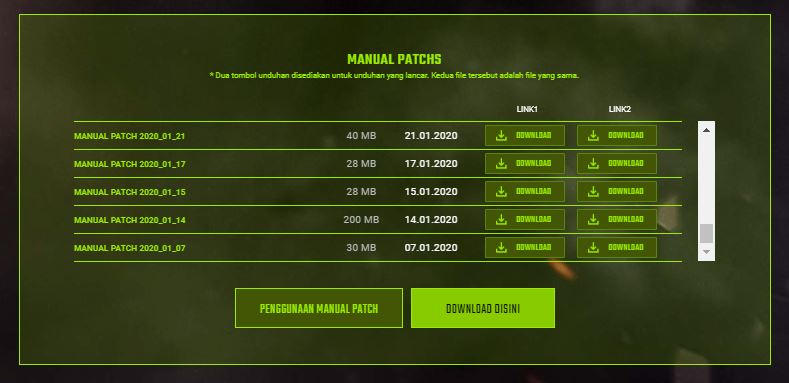 MANUAL PATCHS
* Dua tombol unduhan disediakan untuk unduhan yang lancar. Kedua file tersebut adalah file yang sama.
LINK1 LINK2
MANUAL PATCH 2020_01_21 40 MB 21.01.2020 DOWNLOAD DOWNLOAD
MANUAL PATCH 2020_01_17 28 MB 17.01.2020 DOWNLOAD DOWNLOAD
MANUAL PATCH 2020_01_15 28 MB 15.01.2020 DOWNLOAD DOWNLOAD
MANUAL PATCH 2020_01_14 200 MB 14.01.2020 DOWNLOAD DOWNLOAD
MANUAL PATCH 2020_01_07 30 MB 07.01.2020 DOWNLOAD DOWNLOAD
PENGGUNAAN MANUAL PATCH DOWNLOAD DISINI